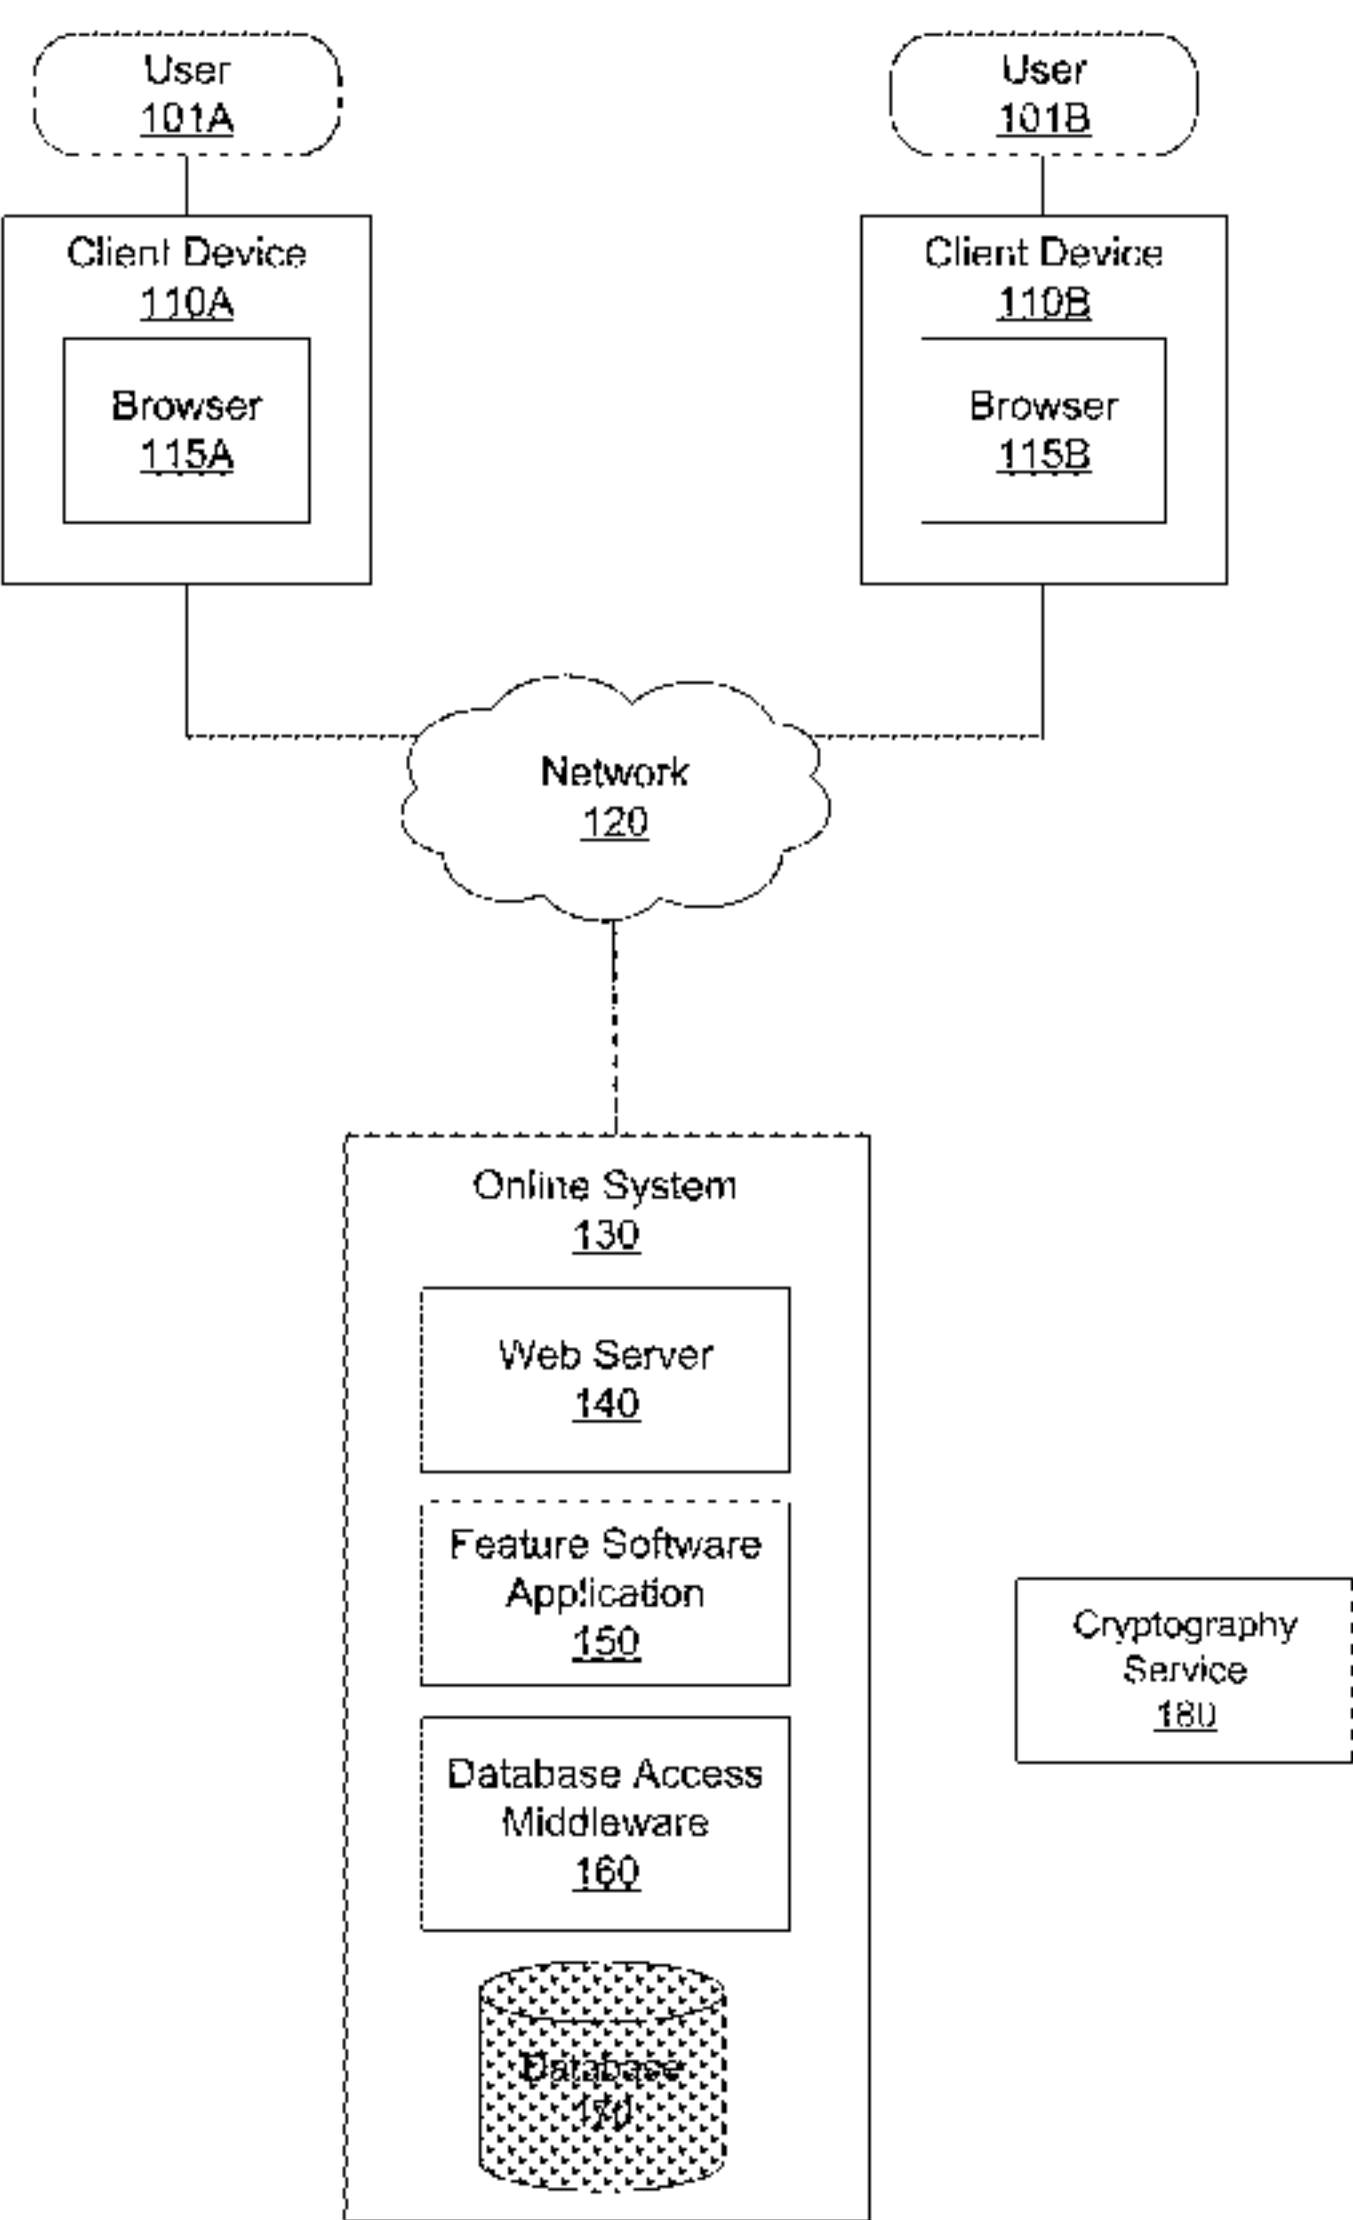 User
101A
User
101B
Client Device
110A
Client Device
110B
Browser
115A
Browser
115B
Network
120
Online System
130
Web Server
140
Feature Software
Application
150
Cryptography
Service
180
Database Access
Middleware
160
Database
170